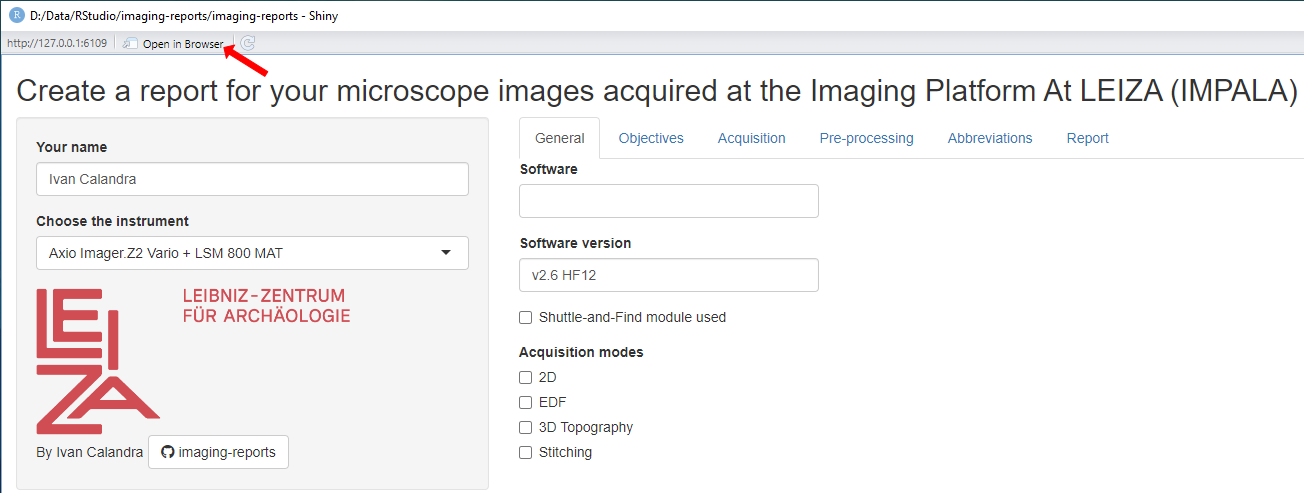 D:/Data/RStudio/imaging-reports/imaging-reports - Shiny
http://127.0.0.1:6109 Open in Browser
Create a report for your microscope images acquired at the Imaging Platform At LEIZA (IMPALA)
Your name
Ivan Calandra
Choose the instrument
Axio Imager.Z2 Vario + LSM 800 MAT
LEIZA
LEIBNIZ-ZENTRUM
FÜR ARCHÄOLOGIE
By Ivan Calandra imaging-reports
General Objectives Acquisition Pre-processing Abbreviations Report
Software
Software version
v2.6 HF12
Shuttle-and-Find module used
Acquisition modes
2D
EDF
3D Topography
Stitching